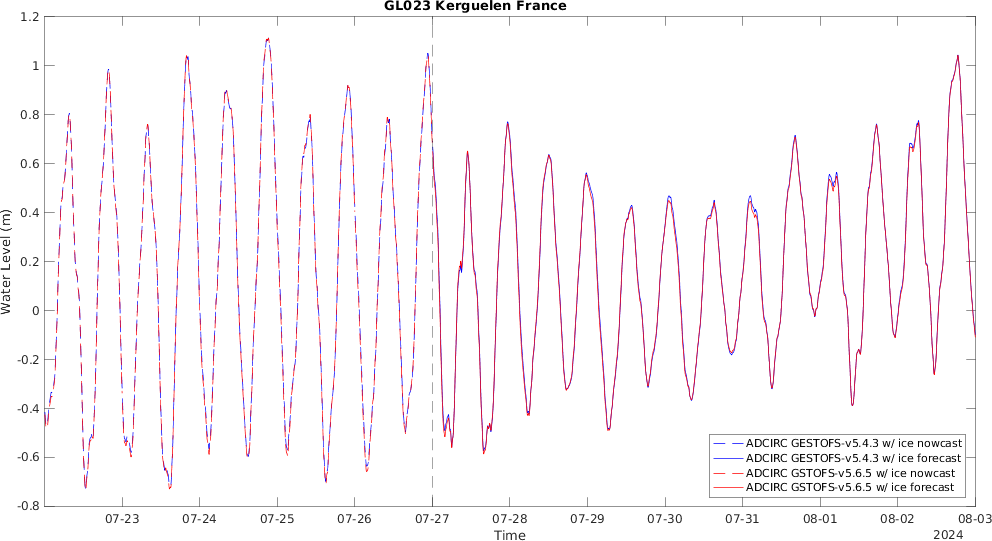 GL023 Kerguelen France
1.2
1
0.8
0.6
0.4
0.2
0
-0.2
-0.4
-0.6
-0.8
Water Level (m)
ADCIRC GESTOFS-v5.4.3 w/ ice nowcast
ADCIRC GESTOFS-v5.4.3 w/ ice forecast
ADCIRC GSTOFS-v5.6.5 w/ ice nowcast
ADCIRC GSTOFS-v5.6.5 w/ ice forecast
07-23 07-24 07-25 07-26 07-27 07-28 07-29 07-30 07-31 08-01 08-02 08-03
Time
2024